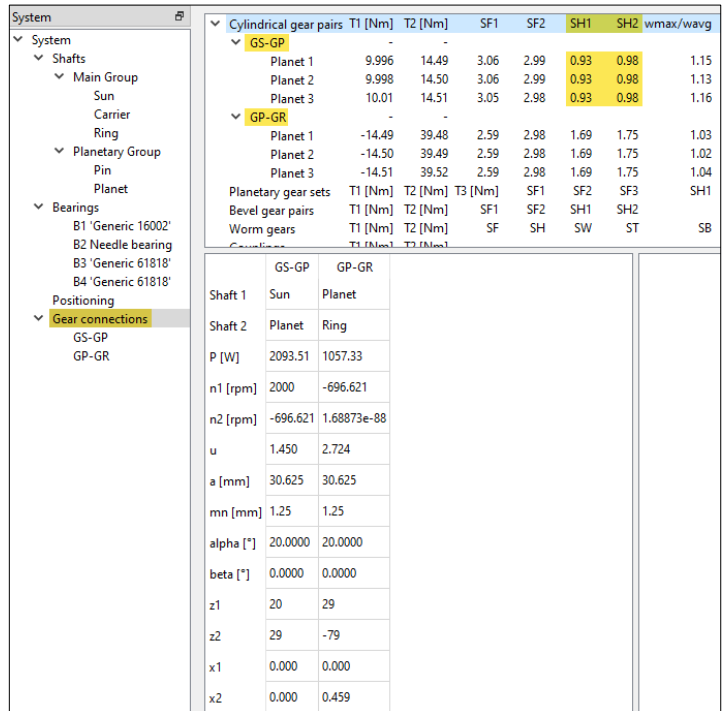 System
System
Shafts
Main Group
Sun
Carrier
Ring
Planetary Group
Pin
Planet
Bearings
B1 'Generic 16002'
B2 Needle bearing
B3 'Generic 61818'
B4 'Generic 61818'
Positioning
Gear connections
GS-GP
GP-GR
Cylindrical gear pairs T1 [Nm] T2 [Nm] SF1 SF2 SH1 SH2 wmax/wavg
GS-GP - -
Planet 1 9.996 14.49 3.06 2.99 0.93 0.98 1.15
Planet 2 9.998 14.50 3.06 2.99 0.93 0.98 1.13
Planet 3 10.01 14.51 3.05 2.98 0.93 0.98 1.16
GP-GR - -
Planet 1 -14.49 39.48 2.59 2.98 1.69 1.75 1.03
Planet 2 -14.50 39.49 2.59 2.98 1.69 1.75 1.02
Planet 3 -14.51 39.52 2.59 2.98 1.69 1.75 1.04
Planetary gear sets T1 [Nm] T2 [Nm] T3 [Nm] SF1 SF2 SF3 SH1
Bevel gear pairs T1 [Nm] T2 [Nm] SF1 SF2 SH1 SH2
Worm gears T1 [Nm] T2 [Nm] SF SH SW ST SB
Couplings T1 [Nm] T2 [Nm]
GS-GP GP-GR
Shaft 1 Sun Planet
Shaft 2 Planet Ring
P [W] 2093.51 1057.33
n1 [rpm] 2000 -696.621
n2 [rpm] -696.621 1.68873e-88
u 1.450 2.724
a [mm] 30.625 30.625
mn [mm] 1.25 1.25
alpha [°] 20.0000 20.0000
beta [°] 0.0000 0.0000
z1 20 29
z2 29 -79
x1 0.000 0.000
x2 0.000 0.459